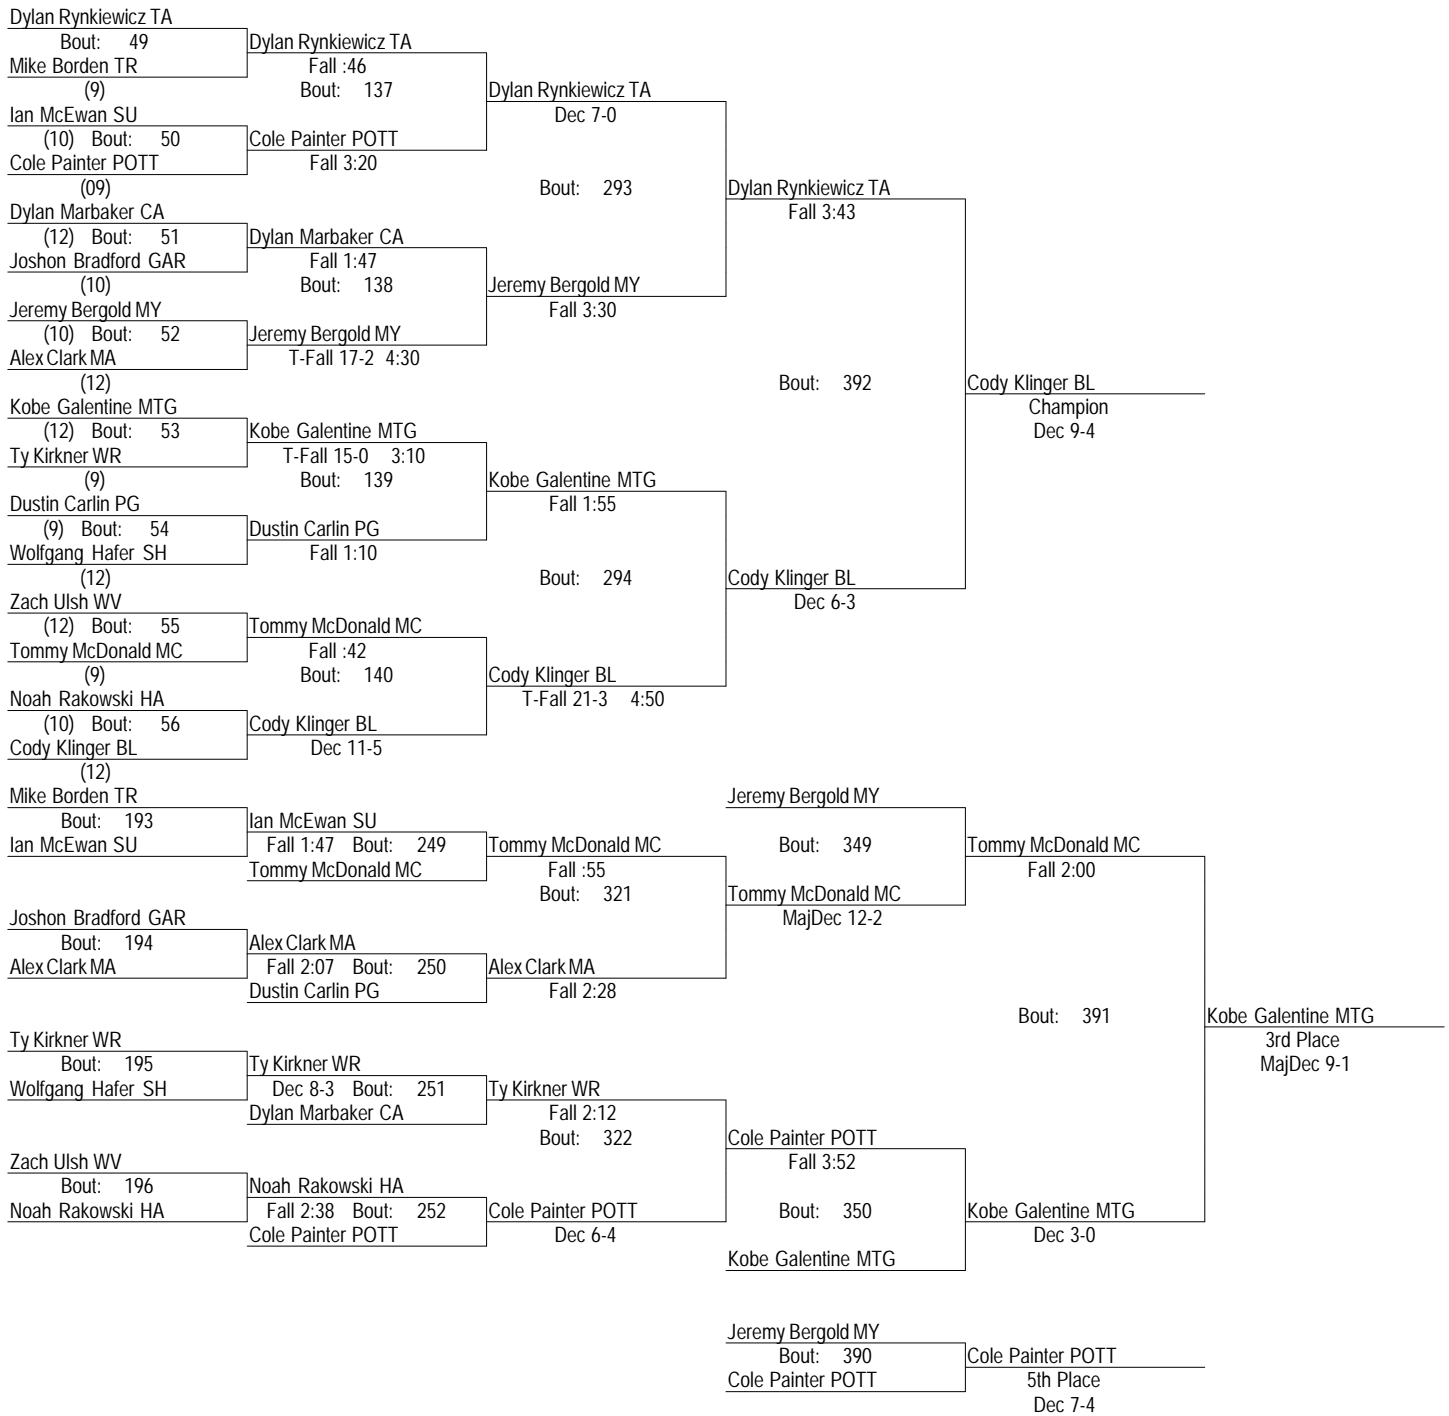 Dylan Rynkiewicz TA
Bout: 49
Dylan Rynkiewicz TA
Mike Borden TR
Fall :46
(9)
Bout: 137
Dylan Rynkiewicz TA
Ian McEwan SU
Dec 7-0
(10) Bout: 50
Cole Painter POTT
Cole Painter POTT
Fall 3:20
(09)
Bout: 293
Dylan Rynkiewicz TA
Dylan Marbaker CA
Fall 3:43
(12) Bout: 51
Dylan Marbaker CA
Joshon Bradford GAR
Fall 1:47
(10)
Bout: 138
Jeremy Bergold MY
Jeremy Bergold MY
Fall 3:30
(10) Bout: 52
Jeremy Bergold MY
Alex Clark MA
T-Fall 17-2 4:30
(12)
Bout: 392
Cody Klinger BL
Kobe Galentine MTG
Champion
(12) Bout: 53
Kobe Galentine MTG
Dec 9-4
Ty Kirkner WR
T-Fall 15-0 3:10
(9)
Bout: 139
Kobe Galentine MTG
Dustin Carlin PG
Fall 1:55
(9) Bout: 54
Dustin Carlin PG
Wolfgang Hafer SH
Fall 1:10
(12)
Bout: 294
Cody Klinger BL
Zach Ulsh WV
Dec 6-3
(12) Bout: 55
Tommy McDonald MC
Tommy McDonald MC
Fall :42
(9)
Bout: 140
Cody Klinger BL
Noah Rakowski HA
T-Fall 21-3 4:50
(10) Bout: 56
Cody Klinger BL
Cody Klinger BL
Dec 11-5
(12)
Mike Borden TR
Jeremy Bergold MY
Bout: 193
Ian McEwan SU
Ian McEwan SU
Fall 1:47 Bout: 249
Tommy McDonald MC
Bout: 349
Tommy McDonald MC
Tommy McDonald MC
Fall :55
Fall 2:00
Bout: 321
Tommy McDonald MC
Joshon Bradford GAR
MajDec 12-2
Bout: 194
Alex Clark MA
Alex Clark MA
Fall 2:07 Bout: 250
Alex Clark MA
Dustin Carlin PG
Fall 2:28
Bout: 391
Kobe Galentine MTG
Ty Kirkner WR
3rd Place
Bout: 195
Ty Kirkner WR
MajDec 9-1
Wolfgang Hafer SH
Dec 8-3 Bout: 251
Ty Kirkner WR
Dylan Marbaker CA
Fall 2:12
Bout: 322
Cole Painter POTT
Zach Ulsh WV
Fall 3:52
Bout: 196
Noah Rakowski HA
Noah Rakowski HA
Fall 2:38 Bout: 252
Cole Painter POTT
Bout: 350
Kobe Galentine MTG
Cole Painter POTT
Dec 6-4
Dec 3-0
Kobe Galentine MTG
Jeremy Bergold MY
Bout: 390
Cole Painter POTT
Cole Painter POTT
5th Place
Dec 7-4